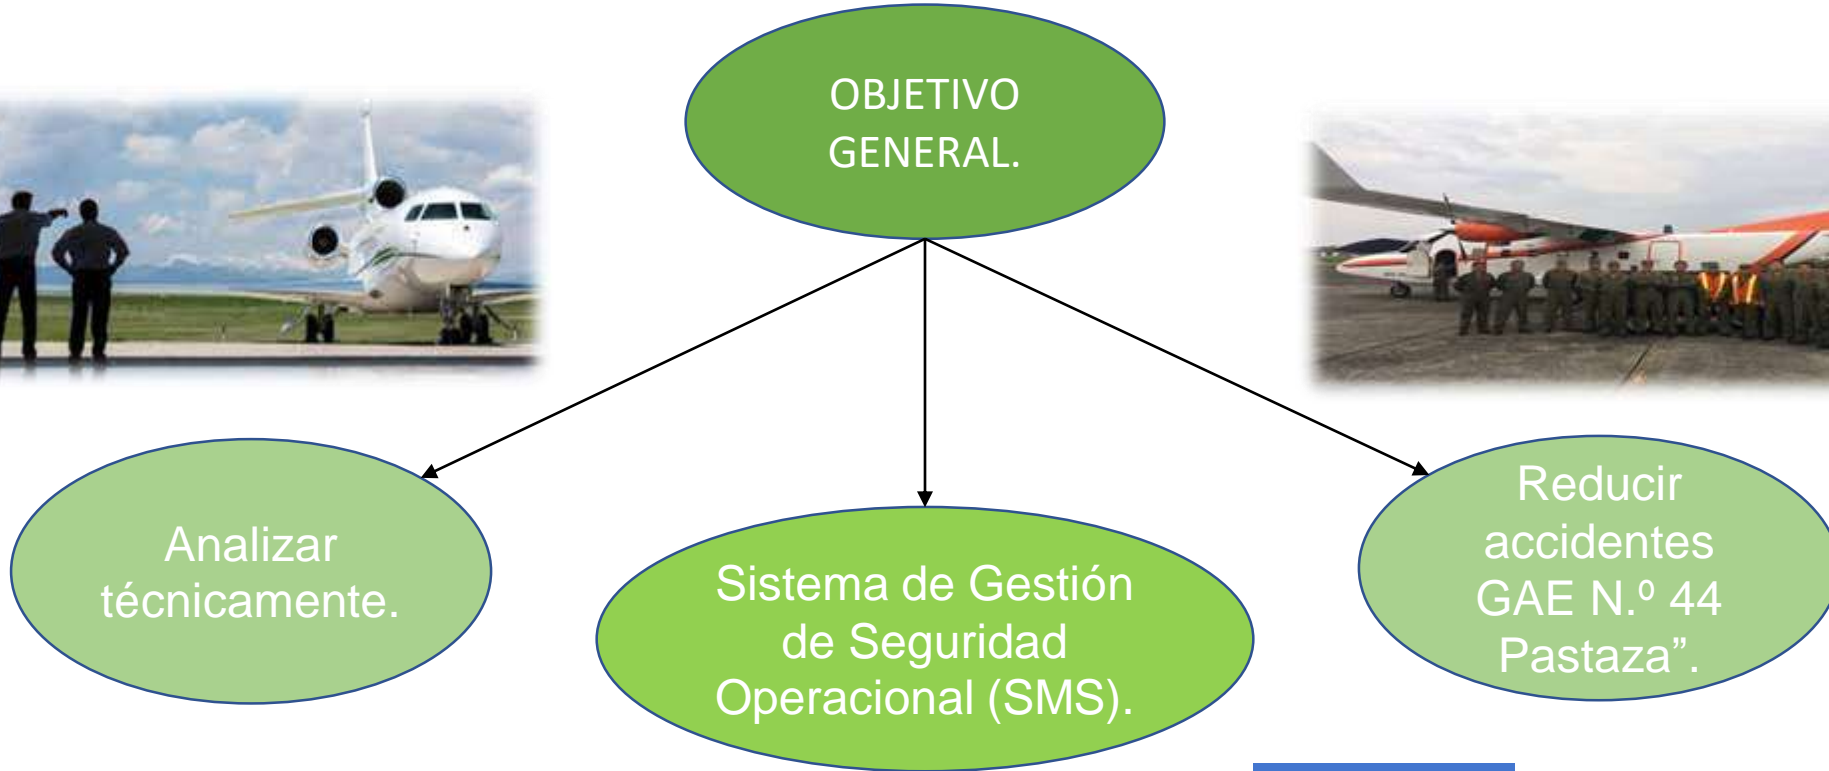 OBJETIVO
GENERAL.
Analizar
técnicamente.
Sistema de Gestión
de Seguridad
Operacional (SMS).
Reducir
accidentes
GAE N.º 44
Pastaza”.